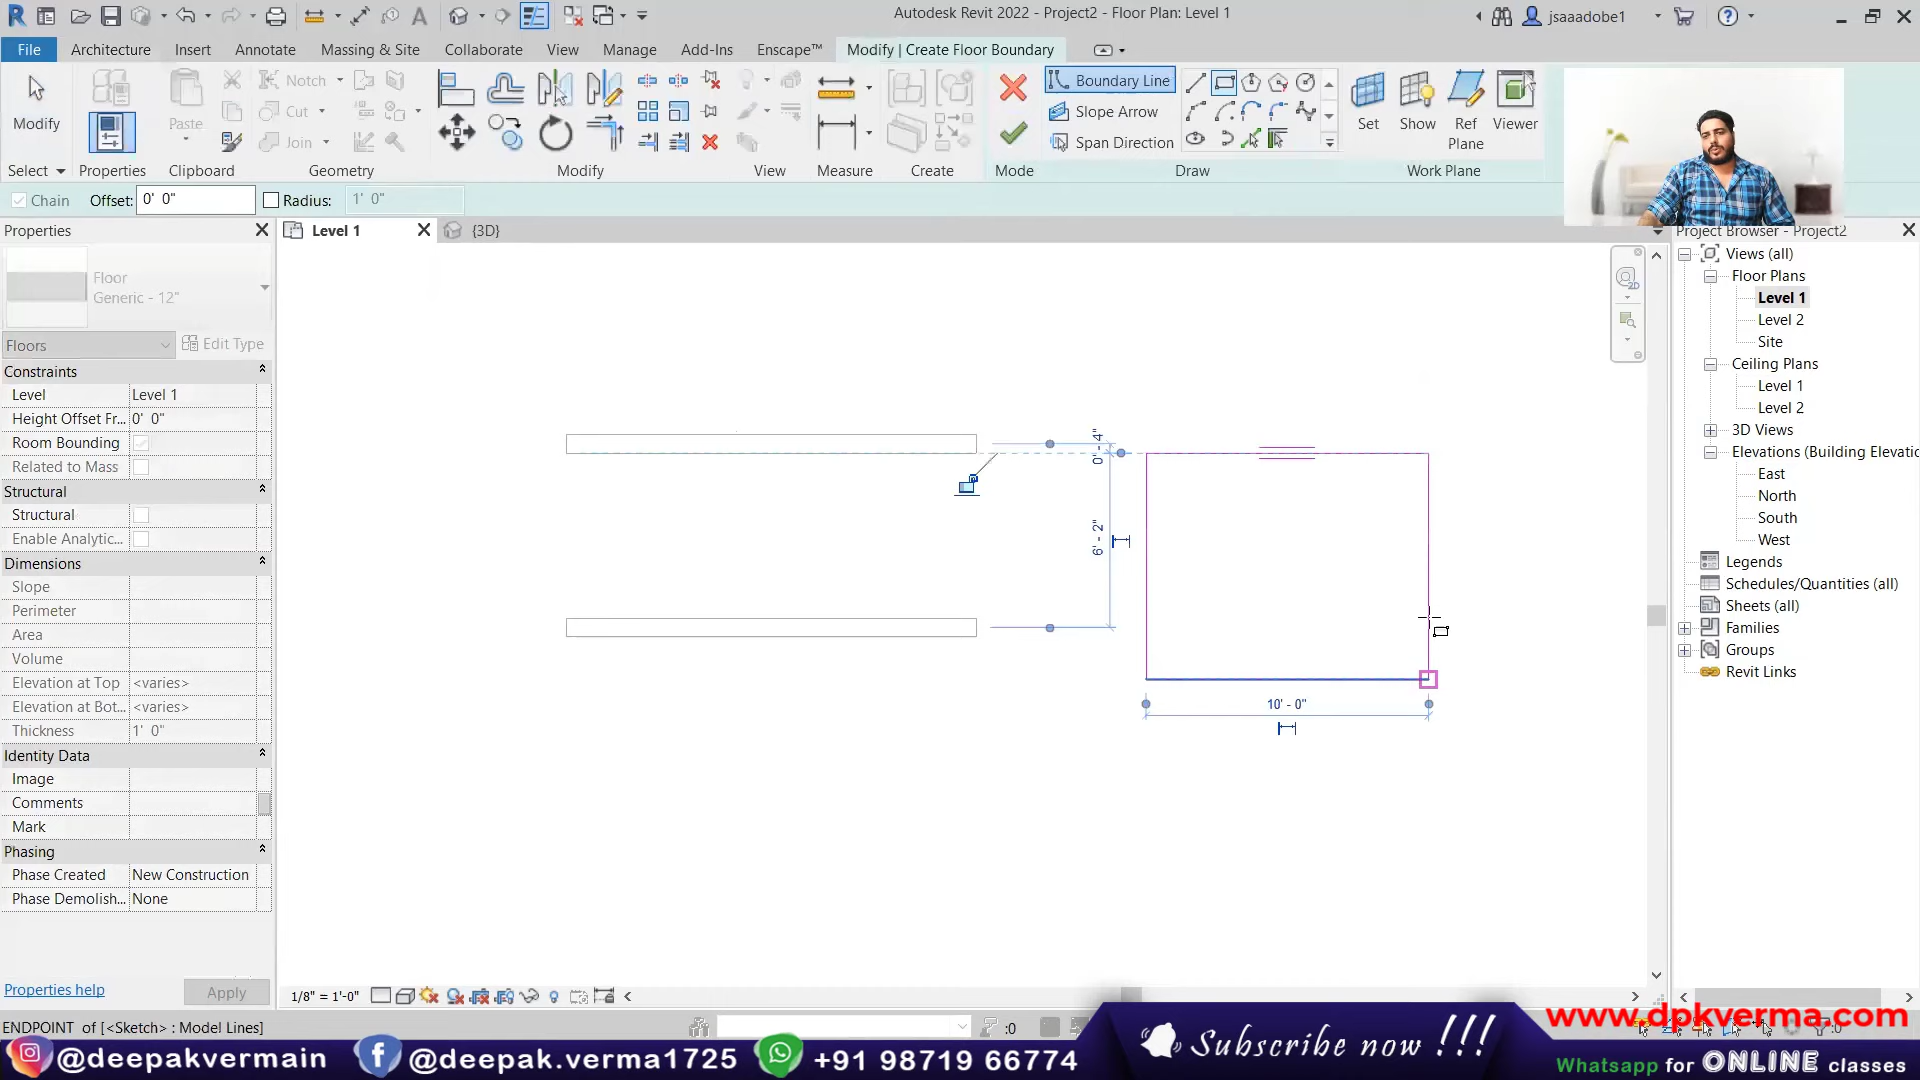 Autodesk Revit 2022 - Project2 - Floor Plan: Level 1
jsaaadobe1
File
Architecture
Insert
Annotate
Massing & Site
Collaborate
View
Manage
Add-Ins
Enscape™
Modify | Create Floor Boundary
Modify
Paste
Notch
Cut
Join
Boundary Line
Slope Arrow
Span Direction
Set
Show
Ref Plane
Viewer
Select
Properties
Clipboard
Geometry
Modify
View
Measure
Create
Mode
Draw
Work Plane
Chain
Offset: 0' 0"
Radius: 1' 0"
Properties
Level 1
{3D}
Project Browser - Project2
Floor
Generic - 12"
Floors
Edit Type
Constraints
Level Level 1
Height Offset Fr... 0' 0"
Room Bounding
Related to Mass
Structural
Structural
Enable Analytic...
Dimensions
Slope
Perimeter
Area
Volume
Elevation at Top <varies>
Elevation at Bot... <varies>
Thickness 1' 0"
Identity Data
Image
Comments
Mark
Phasing
Phase Created New Construction
Phase Demolish... None
Properties help
Apply
0' - 4"
6' - 2"
10' - 0"
2D
Views (all)
Floor Plans
Level 1
Level 2
Site
Ceiling Plans
Level 1
Level 2
3D Views
Elevations (Building Elevatio
East
North
South
West
Legends
Schedules/Quantities (all)
Sheets (all)
Families
Groups
Revit Links
1/8" = 1'-0"
ENDPOINT of [<Sketch> : Model Lines]
:0
:0
@deepakvermain
@deepak.verma1725
+91 98719 66774
Subscribe now !!!
www.dpkverma.com
Whatsapp for ONLINE classes